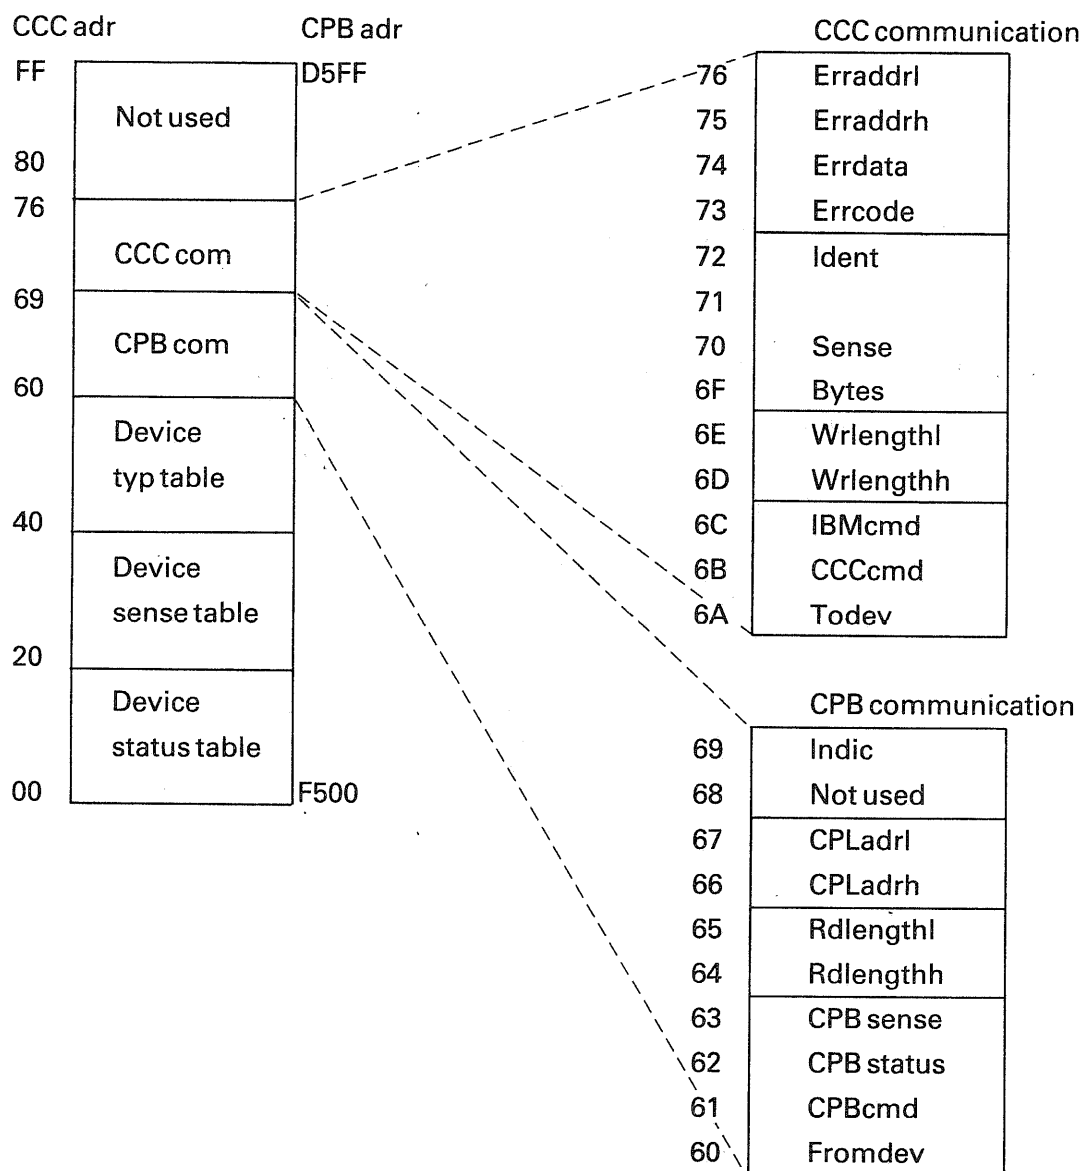 CCC adr
CPB adr
FF
D5FF
Not used
80
76
CCC com
69
CPB com
60
Device
typ table
40
Device
sense table
20
Device
status table
00
F500
CCC communication
76 Erraddrl
75 Erraddrh
74 Errdata
73 Errcode
72 Ident
71
70 Sense
6F Bytes
6E Wrlengthl
6D Wrlengthh
6C IBMcmd
6B CCCcmd
6A Todev
CPB communication
69 Indic
68 Not used
67 CPLadrl
66 CPLadrh
65 Rdlengthl
64 Rdlengthh
63 CPB sense
62 CPB status
61 CPBcmd
60 Fromdev